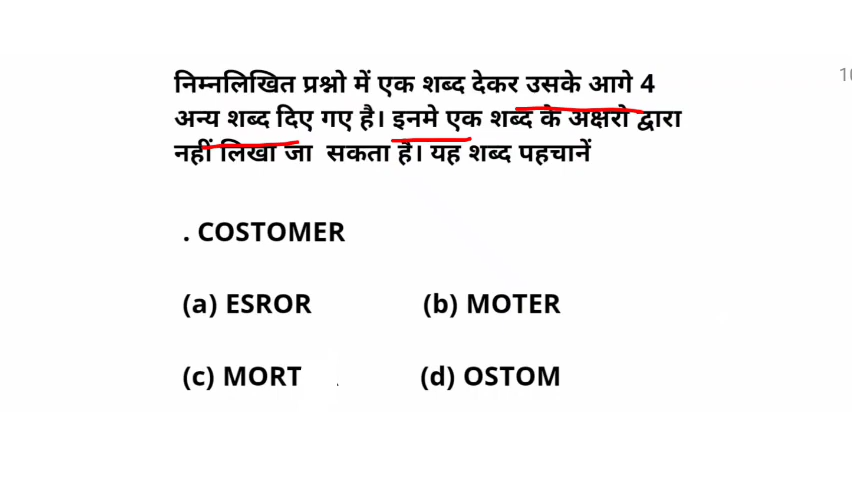 10
निम्नलिखित प्रश्नो में एक शब्द देकर उसके आगे 4
अन्य शब्द दिए गए है। इनमे एक शब्द के अक्षरो द्वारा
नहीं लिखा जा सकता है। यह शब्द पहचानें
. COSTOMER
(a) ESROR (b) MOTER
(c) MORT (d) OSTOM